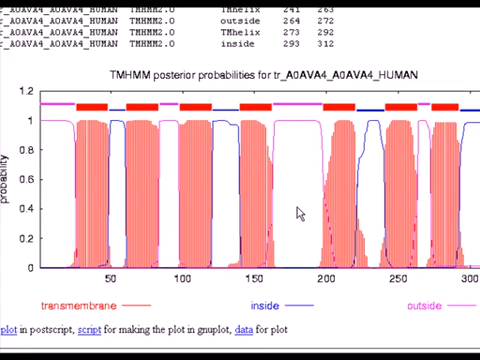 tr_A0AVA4_A0AVA4_HUMAN TMHMM2.0 TMhelix 241 263
tr_A0AVA4_A0AVA4_HUMAN TMHMM2.0 outside 264 272
tr_A0AVA4_A0AVA4_HUMAN TMHMM2.0 TMhelix 273 292
tr_A0AVA4_A0AVA4_HUMAN TMHMM2.0 inside 293 312
TMHMM posterior probabilities for tr_A0AVA4_A0AVA4_HUMAN
1.2
1
0.8
0.6
0.4
0.2
0
probability
50 100 150 200 250 300
transmembrane inside outside
plot in postscript, script for making the plot in gnuplot, data for plot